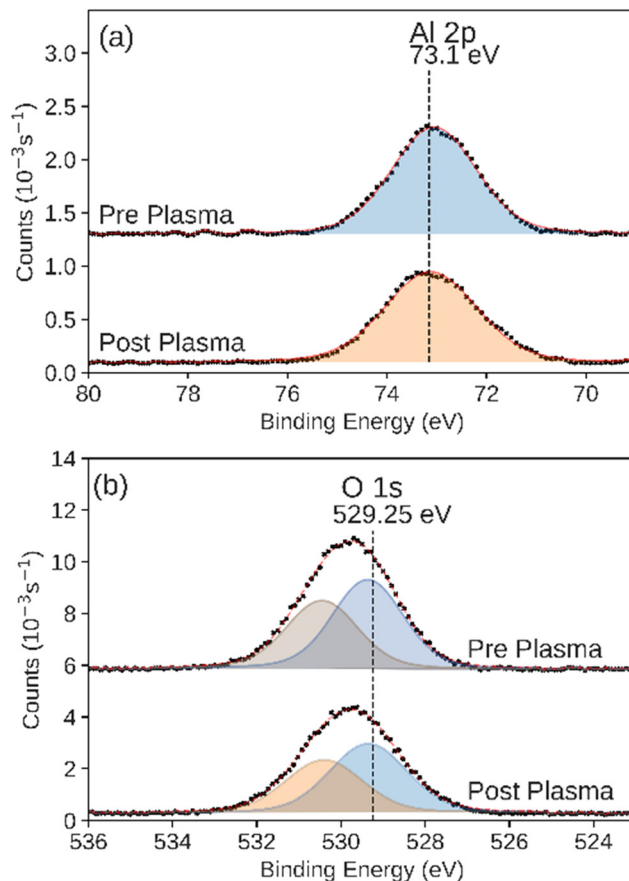 (a)
Al 2p
73.1 eV
3.0
2.5
2.0
1.5
1.0
0.5
0.0
Counts (10⁻³s⁻¹)
Pre Plasma
Post Plasma
80 78 76 74 72 70
Binding Energy (eV)
(b)
O 1s
529.25 eV
14
12
10
8
6
4
2
0
Counts (10⁻³s⁻¹)
Pre Plasma
Post Plasma
536 534 532 530 528 526 524
Binding Energy (eV)